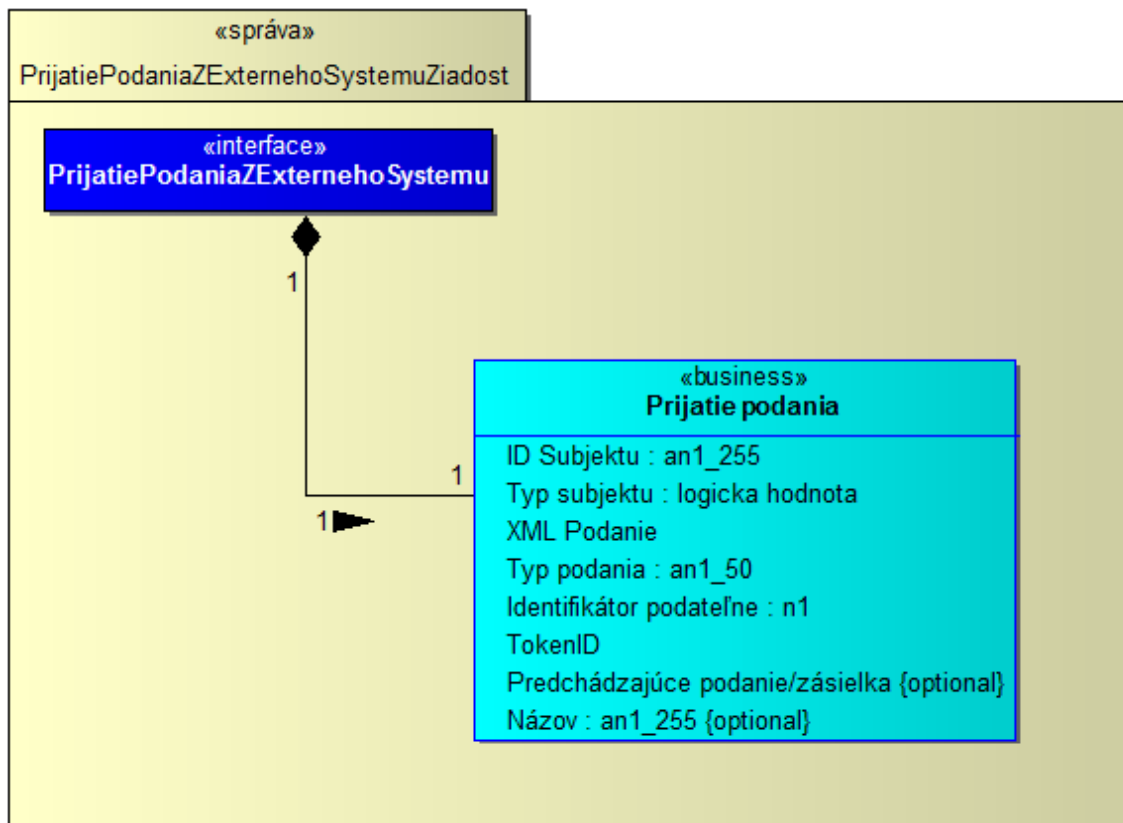 «správa»
PrijatiePodaniaZExternehoSystemuZiadost
«interface»
PrijatiePodaniaZExternehoSystemu
1
1
1
«business»
Prijatie podania
ID Subjektu : an1_255
Typ subjektu : logicka hodnota
XML Podanie
Typ podania : an1_50
Identifikátor podateľne : n1
TokenID
Predchádzajúce podanie/zásielka {optional}
Názov : an1_255 {optional}